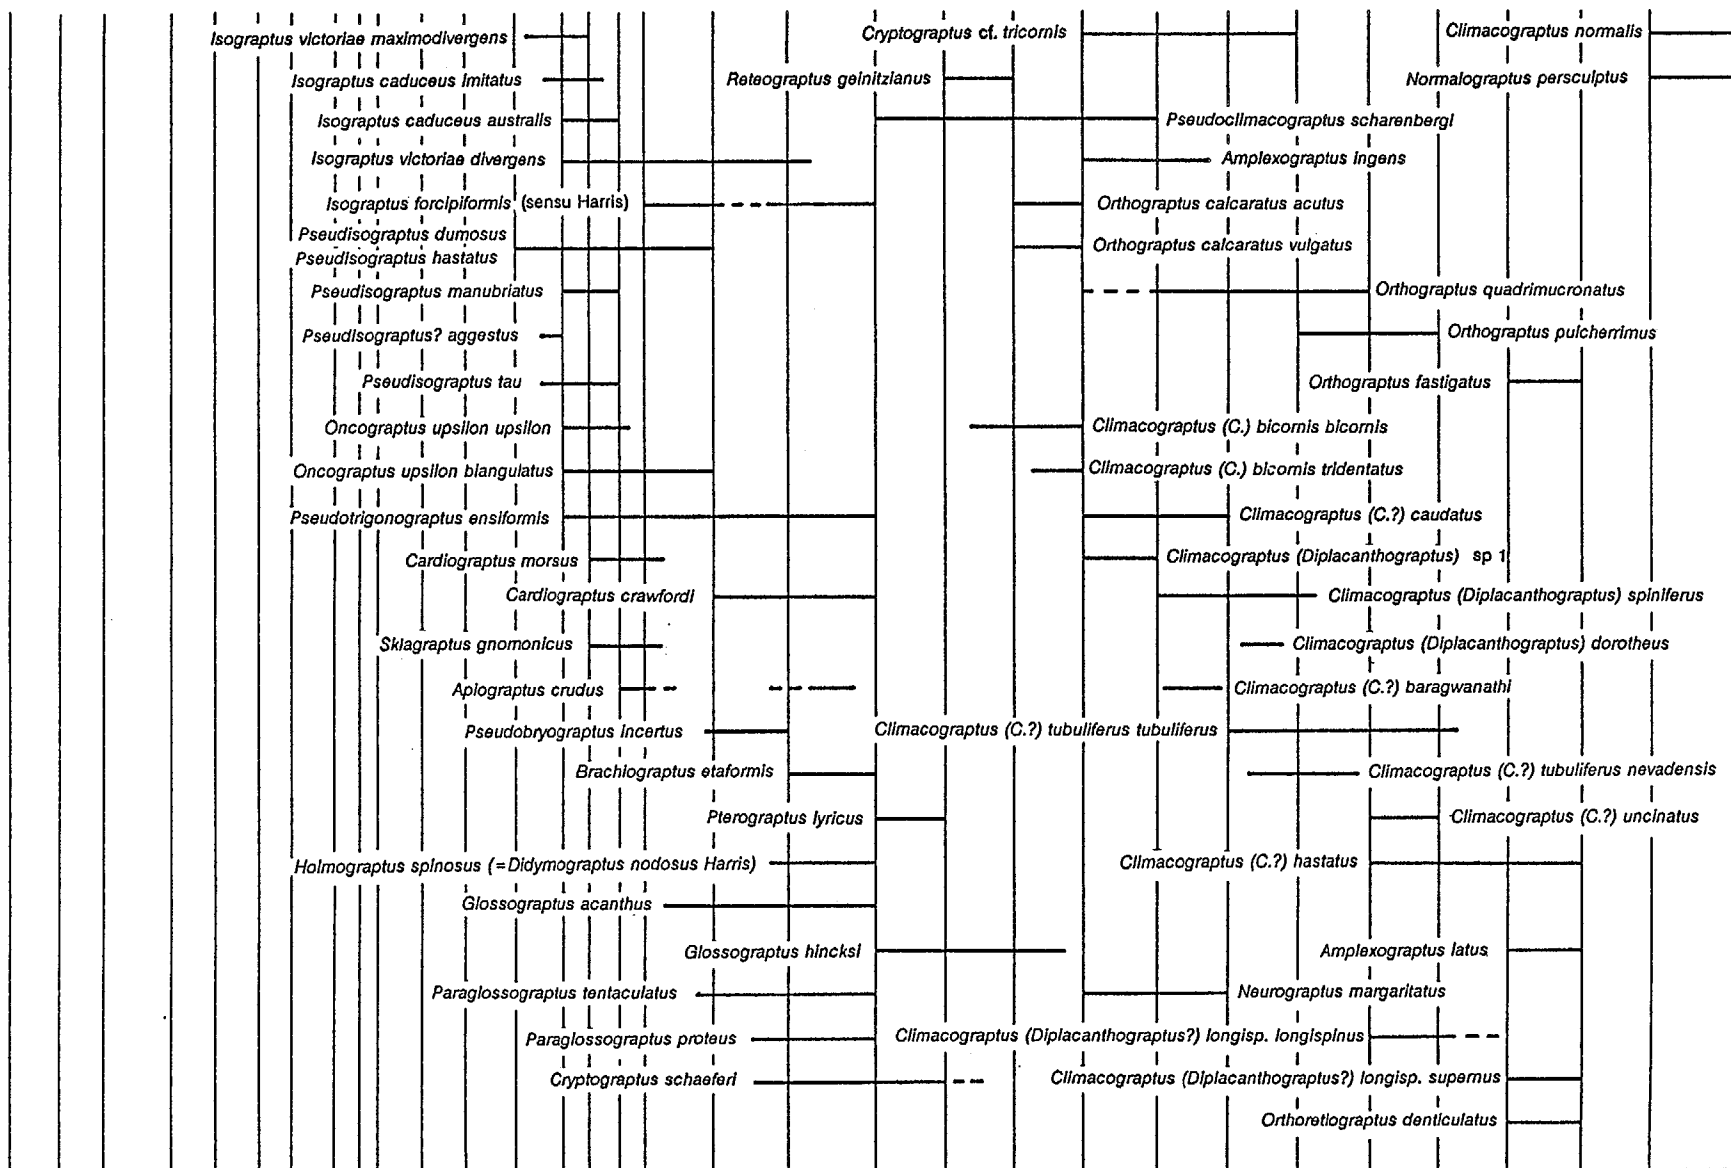 Isograptus victoriae maximodivergens
Cryptograptus cf. tricornis
Climacograptus normalis
Isograptus caduceus imitatus
Reteograptus geinitzianus
Normalograptus persculptus
Isograptus caduceus australis
Pseudoclimacograptus scharenbergi
Isograptus victoriae divergens
Amplexograptus ingens
Isograptus forcipiformis (sensu Harris)
Orthograptus calcaratus acutus
Pseudisograptus dumosus
Pseudisograptus hastatus
Orthograptus calcaratus vulgatus
Pseudisograptus manubriatus
Orthograptus quadrimucronatus
Pseudisograptus? aggestus
Orthograptus pulcherrimus
Pseudisograptus tau
Orthograptus fastigatus
Oncograptus upsilon upsilon
Climacograptus (C.) bicornis bicornis
Oncograptus upsilon biangulatus
Climacograptus (C.) bicornis tridentatus
Pseudotrigonograptus ensiformis
Climacograptus (C.?) caudatus
Cardiograptus morsus
Climacograptus (Diplacanthograptus) sp 1
Cardiograptus crawfordi
Climacograptus (Diplacanthograptus) spiniferus
Skiagraptus gnomonicus
Climacograptus (Diplacanthograptus) dorotheus
Apiograptus crudus
Climacograptus (C.?) baragwanathi
Pseudobryograptus incertus
Climacograptus (C.?) tubuliferus tubuliferus
Brachiograptus etaformis
Climacograptus (C.?) tubuliferus nevadensis
Pterograptus lyricus
Climacograptus (C.?) uncinatus
Holmograptus spinosus (=Didymograptus nodosus Harris)
Climacograptus (C.?) hastatus
Glossograptus acanthus
Glossograptus hincksi
Amplexograptus latus
Paraglossograptus tentaculatus
Neurograptus margaritatus
Paraglossograptus proteus
Climacograptus (Diplacanthograptus?) longisp. longispinus
Cryptograptus schaeferi
Climacograptus (Diplacanthograptus?) longisp. supernus
Orthoretiograptus denticulatus